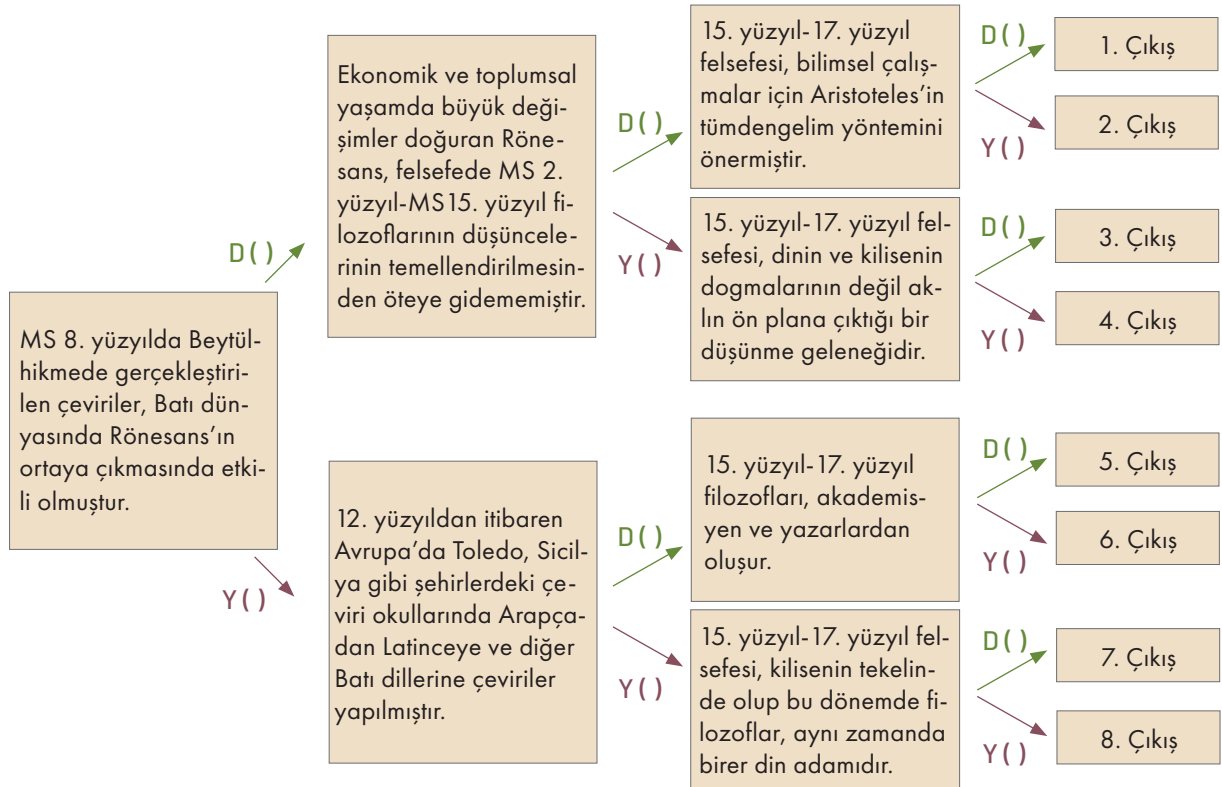 MS 8. yüzyılda Beytül-
hikmede gerçekleştiri-
len çeviriler, Batı dün-
yasında Rönesans’ın
ortaya çıkmasında etki-
li olmuştur.
D ( )
Y ( )
Ekonomik ve toplumsal
yaşamda büyük deği-
şimler doğuran Röne-
sans, felsefede MS 2.
yüzyıl-MS15. yüzyıl fi-
lozoflarının düşüncele-
rinin temellendirilmesin-
den öteye gidememiştir.
D ( )
Y ( )
15. yüzyıl-17. yüzyıl
felsefesi, bilimsel çalış-
malar için Aristoteles’in
tümdengelim yöntemini
önermiştir.
D ( )
1. Çıkış
Y ( )
2. Çıkış
15. yüzyıl-17. yüzyıl fel-
sefesi, dinin ve kilisenin
dogmalarının değil ak-
lın ön plana çıktığı bir
düşünme geleneğidir.
D ( )
3. Çıkış
Y ( )
4. Çıkış
12. yüzyıldan itibaren
Avrupa’da Toledo, Sicil-
ya gibi şehirlerdeki çe-
viri okullarında Arapça-
dan Latinceye ve diğer
Batı dillerine çeviriler
yapılmıştır.
D ( )
Y ( )
15. yüzyıl-17. yüzyıl
filozofları, akademis-
yen ve yazarlardan
oluşur.
D ( )
5. Çıkış
Y ( )
6. Çıkış
15. yüzyıl-17. yüzyıl fel-
sefesi, kilisenin tekelin-
de olup bu dönemde fi-
lozoflar, aynı zamanda
birer din adamıdır.
D ( )
7. Çıkış
Y ( )
8. Çıkış